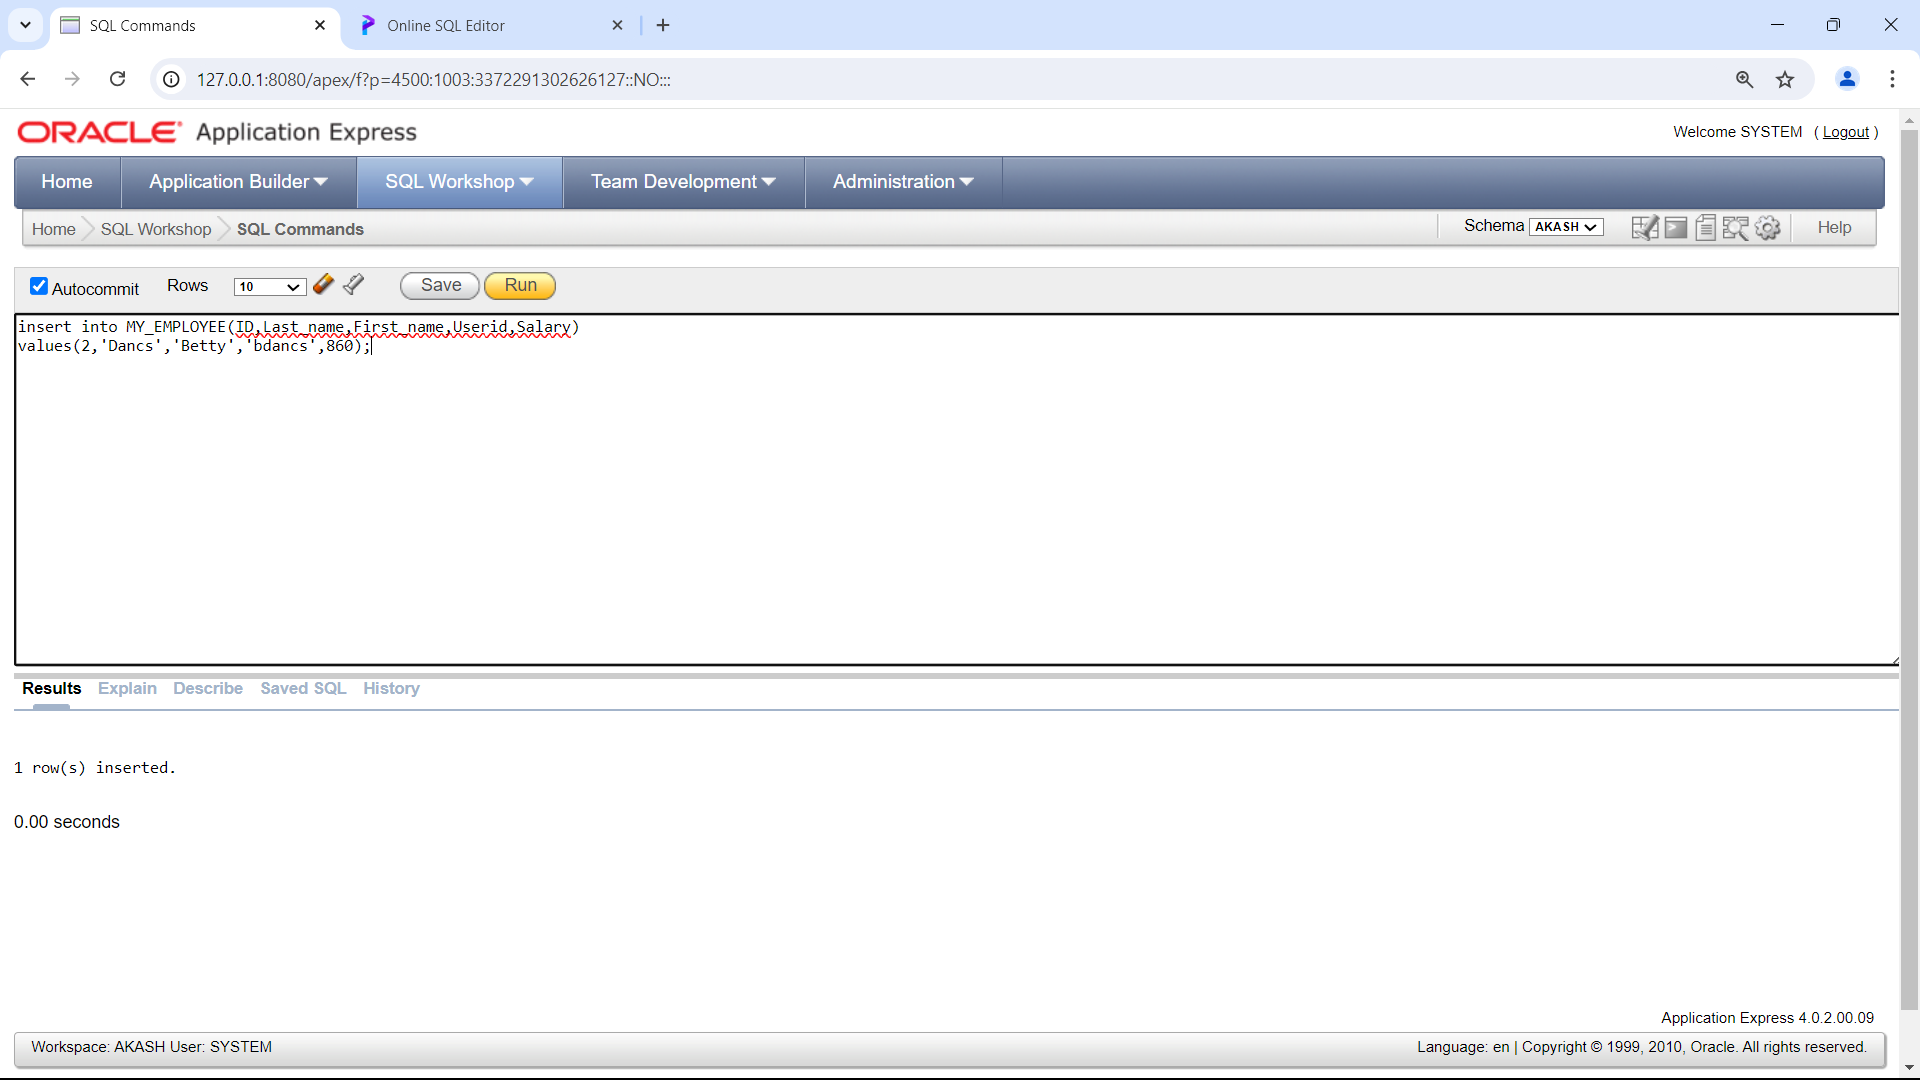 SQL Commands
Online SQL Editor
127.0.0.1:8080/apex/f?p=4500:1003:3372291302626127::NO:::
ORACLE Application Express
Welcome SYSTEM ( Logout )
Home Application Builder SQL Workshop Team Development Administration
Home SQL Workshop SQL Commands
Schema AKASH Help
Autocommit Rows 10 Save Run
insert into MY_EMPLOYEE(ID,Last_name,First_name,Userid,Salary)
values(2,'Dancs','Betty','bdancs',860);
Results Explain Describe Saved SQL History
1 row(s) inserted.
0.00 seconds
Application Express 4.0.2.00.09
Workspace: AKASH User: SYSTEM
Language: en | Copyright © 1999, 2010, Oracle. All rights reserved.